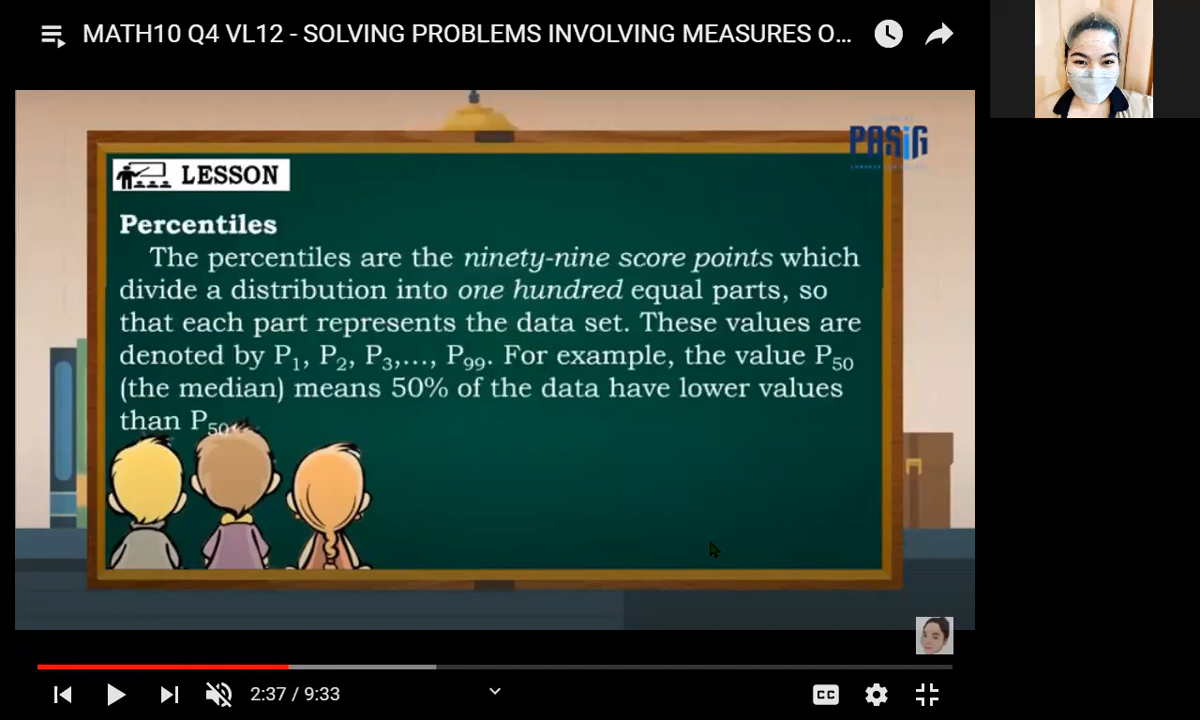 MATH10 Q4 VL12 - SOLVING PROBLEMS INVOLVING MEASURES O...
PASiG
LESSON
Percentiles
The percentiles are the ninety-nine score points which
divide a distribution into one hundred equal parts, so
that each part represents the data set. These values are
denoted by P₁, P₂, P₃,..., P₉₉. For example, the value P₅₀
(the median) means 50% of the data have lower values
than P₅₀.
2:37 / 9:33
CC